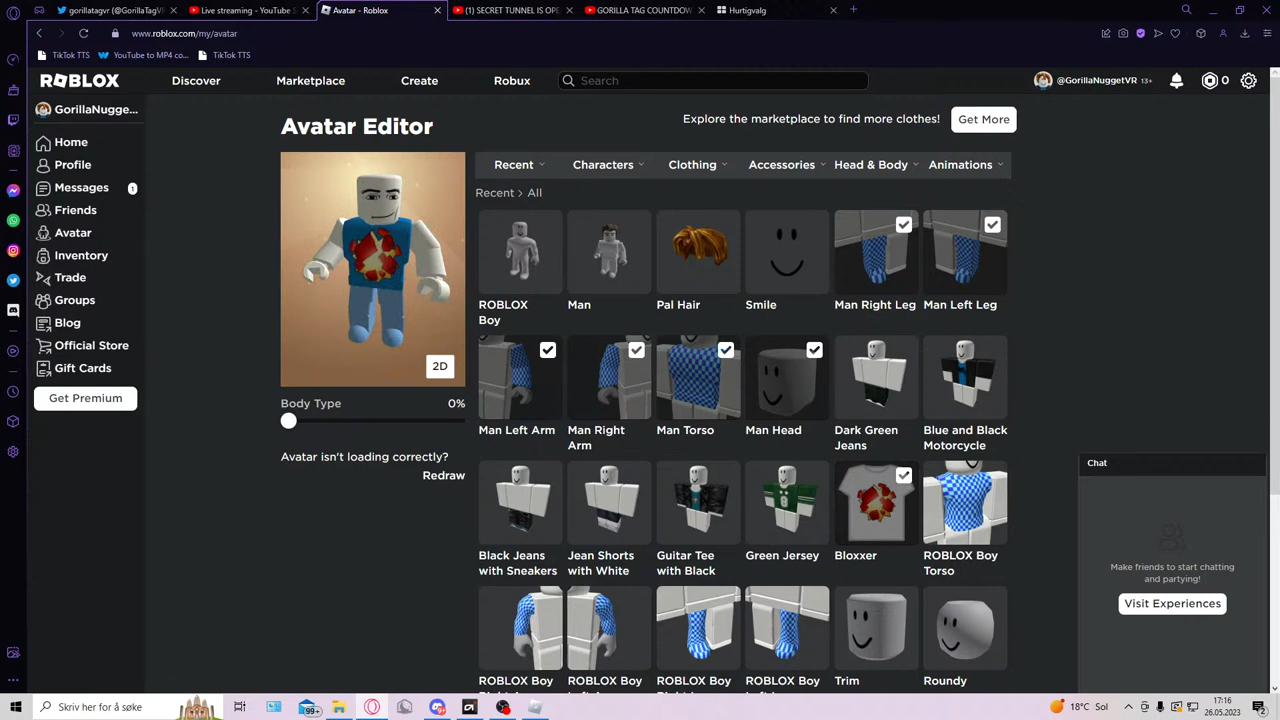 gorillatagvr (@GorillaTagVR
Live streaming - YouTube S
Avatar - Roblox
(1) SECRET TUNNEL IS OPE
GORILLA TAG COUNTDOW
Hurtigvalg
www.roblox.com/my/avatar
TikTok TTS
YouTube to MP4 co...
TikTok TTS
ROBLOX
Discover
Marketplace
Create
Robux
Search
@GorillaNuggetVR 13+
0
GorillaNugge...
Home
Profile
Messages
1
Friends
Avatar
Inventory
Trade
Groups
Blog
Official Store
Gift Cards
Get Premium
Avatar Editor
Explore the marketplace to find more clothes!
Get More
2D
Body Type
0%
Avatar isn't loading correctly?
Redraw
Recent
Characters
Clothing
Accessories
Head & Body
Animations
Recent > All
ROBLOX
Boy
Man
Pal Hair
Smile
Man Right Leg
Man Left Leg
Man Left Arm
Man Right
Arm
Man Torso
Man Head
Dark Green
Jeans
Blue and Black
Motorcycle
Black Jeans
with Sneakers
Jean Shorts
with White
Guitar Tee
with Black
Green Jersey
Bloxxer
ROBLOX Boy
Torso
ROBLOX Boy
ROBLOX Boy
ROBLOX Boy
ROBLOX Boy
Trim
Roundy
Chat
Make friends to start chatting
and partying!
Visit Experiences
Skriv her for å søke
99+
18°C Sol
17:16
26.05.2023
2